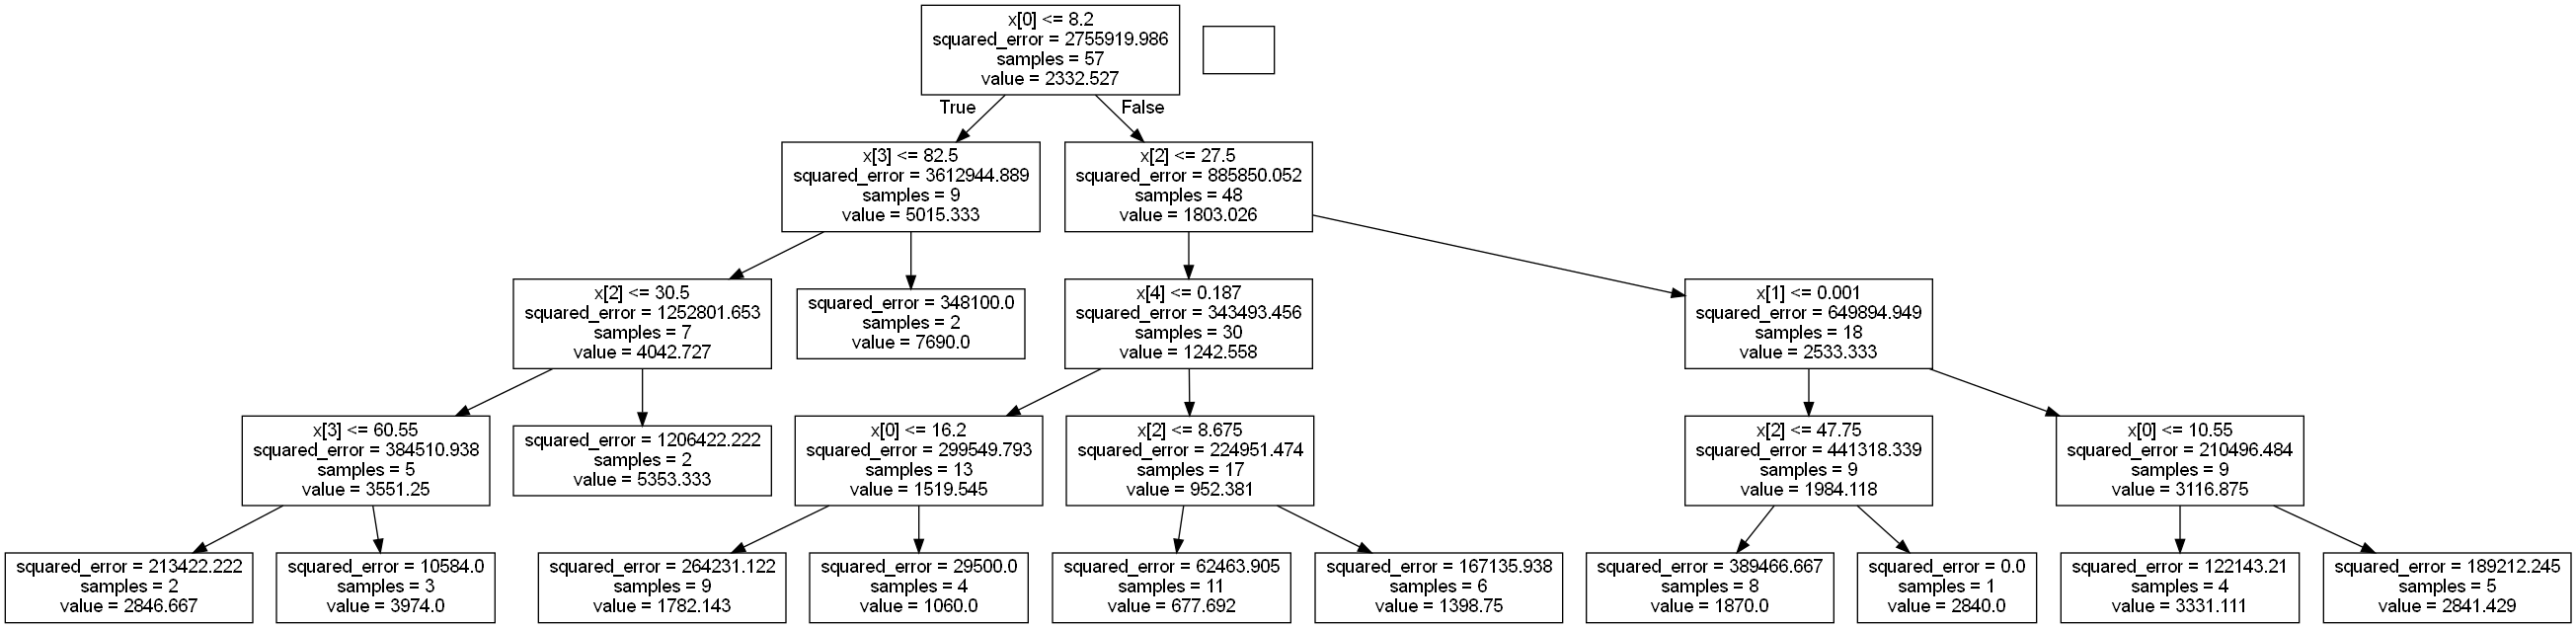 x[0] <= 8.2
squared_error = 2755919.986
samples = 57
value = 2332.527
True
False
x[3] <= 82.5
squared_error = 3612944.889
samples = 9
value = 5015.333
x[2] <= 27.5
squared_error = 885850.052
samples = 48
value = 1803.026
x[2] <= 30.5
squared_error = 1252801.653
samples = 7
value = 4042.727
squared_error = 348100.0
samples = 2
value = 7690.0
x[4] <= 0.187
squared_error = 343493.456
samples = 30
value = 1242.558
x[1] <= 0.001
squared_error = 649894.949
samples = 18
value = 2533.333
x[3] <= 60.55
squared_error = 384510.938
samples = 5
value = 3551.25
squared_error = 1206422.222
samples = 2
value = 5353.333
x[0] <= 16.2
squared_error = 299549.793
samples = 13
value = 1519.545
x[2] <= 8.675
squared_error = 224951.474
samples = 17
value = 952.381
x[2] <= 47.75
squared_error = 441318.339
samples = 9
value = 1984.118
x[0] <= 10.55
squared_error = 210496.484
samples = 9
value = 3116.875
squared_error = 213422.222
samples = 2
value = 2846.667
squared_error = 10584.0
samples = 3
value = 3974.0
squared_error = 264231.122
samples = 9
value = 1782.143
squared_error = 29500.0
samples = 4
value = 1060.0
squared_error = 62463.905
samples = 11
value = 677.692
squared_error = 167135.938
samples = 6
value = 1398.75
squared_error = 389466.667
samples = 8
value = 1870.0
squared_error = 0.0
samples = 1
value = 2840.0
squared_error = 122143.21
samples = 4
value = 3331.111
squared_error = 189212.245
samples = 5
value = 2841.429